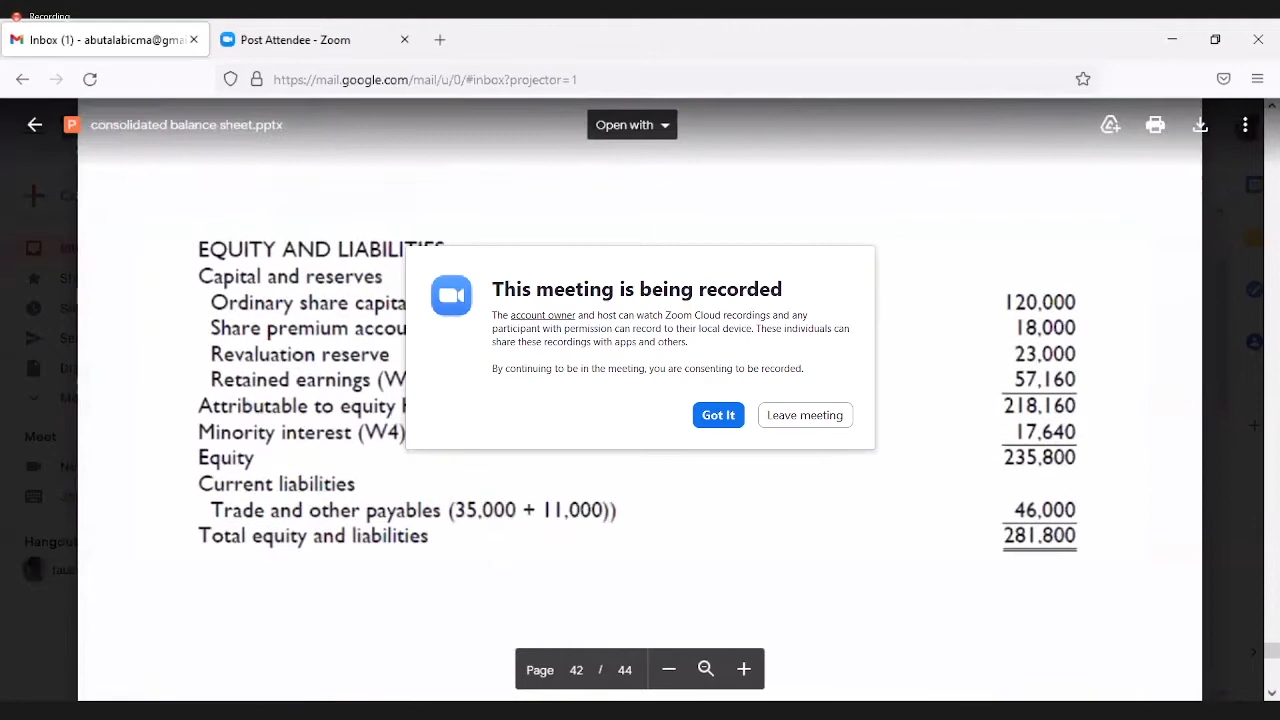 Recording
Inbox (1) - abutalabicma@gmai
Post Attendee - Zoom
https://mail.google.com/mail/u/0/#inbox?projector=1
consolidated balance sheet.pptx
Open with
EQUITY AND LIABILITIES
Capital and reserves
Ordinary share capita 120,000
Share premium accou 18,000
Revaluation reserve 23,000
Retained earnings (W 57,160
Attributable to equity 218,160
Minority interest (W4) 17,640
Equity 235,800
Current liabilities
Trade and other payables (35,000 + 11,000)) 46,000
Total equity and liabilities 281,800
This meeting is being recorded
The account owner and host can watch Zoom Cloud recordings and any
participant with permission can record to their local device. These individuals can
share these recordings with apps and others.
By continuing to be in the meeting, you are consenting to be recorded.
Got It
Leave meeting
Meet
Hangou
Page 42 / 44